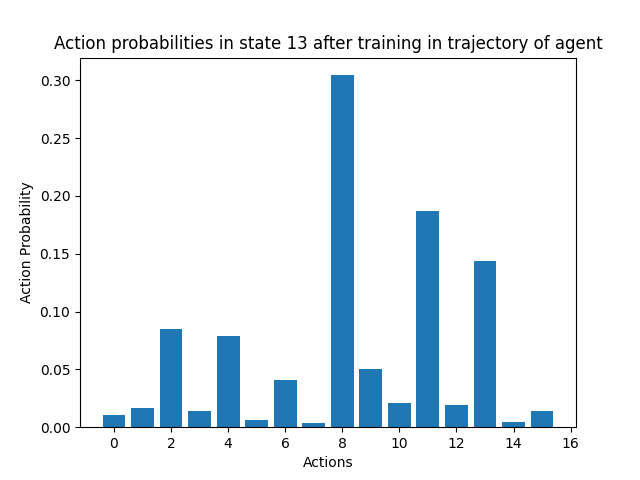 Action probabilities in state 13 after training in trajectory of agent
0.30
0.25
0.20
0.15
0.10
0.05
0.00
Action Probability
0 2 4 6 8 10 12 14 16
Actions